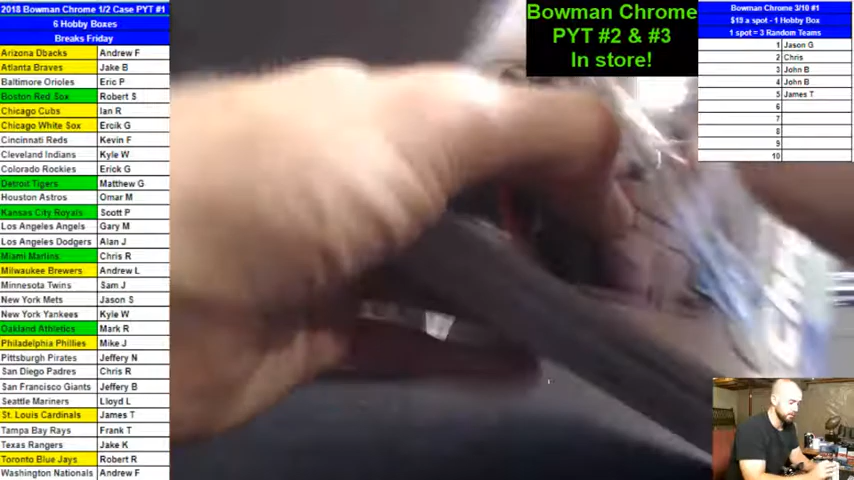 2018 Bowman Chrome 1/2 Case PYT #1
6 Hobby Boxes
Breaks Friday
Arizona Dbacks Andrew F
Atlanta Braves Jake B
Baltimore Orioles Eric P
Boston Red Sox Robert S
Chicago Cubs Ian R
Chicago White Sox Ercik G
Cincinnati Reds Kevin F
Cleveland Indians Kyle W
Colorado Rockies Erick G
Detroit Tigers Matthew G
Houston Astros Omar M
Kansas City Royals Scott P
Los Angeles Angels Gary M
Los Angeles Dodgers Alan J
Miami Marlins Chris R
Milwaukee Brewers Andrew L
Minnesota Twins Sam J
New York Mets Jason S
New York Yankees Kyle W
Oakland Athletics Mark R
Philadelphia Phillies Mike J
Pittsburgh Pirates Jeffery N
San Diego Padres Chris R
San Francisco Giants Jeffery B
Seattle Mariners Lloyd L
St. Louis Cardinals James T
Tampa Bay Rays Frank T
Texas Rangers Jake K
Toronto Blue Jays Robert R
Washington Nationals Andrew F
Bowman Chrome
PYT #2 & #3
In store!
Bowman Chrome 3/10 #1
$13 a spot - 1 Hobby Box
1 spot = 3 Random Teams
1 Jason G
2 Chris
3 John B
4 John B
5 James T
6
7
8
9
10